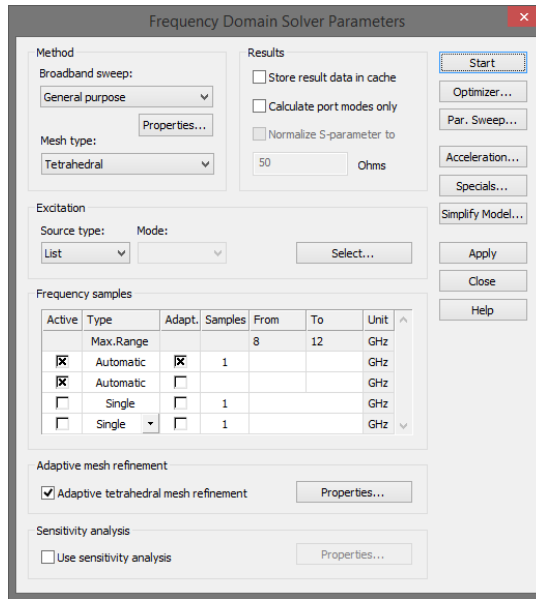 Frequency Domain Solver Parameters
Method
Broadband sweep:
General purpose
Properties...
Mesh type:
Tetrahedral
Results
Store result data in cache
Calculate port modes only
Normalize S-parameter to
50 Ohms
Start
Optimizer...
Par. Sweep...
Acceleration...
Specials...
Simplify Model...
Apply
Close
Help
Excitation
Source type: Mode:
List Select...
Frequency samples
Active Type Adapt. Samples From To Unit
Max.Range 8 12 GHz
Automatic 1 GHz
Automatic GHz
Single 1 GHz
Single 1 GHz
Adaptive mesh refinement
Adaptive tetrahedral mesh refinement Properties...
Sensitivity analysis
Use sensitivity analysis Properties...